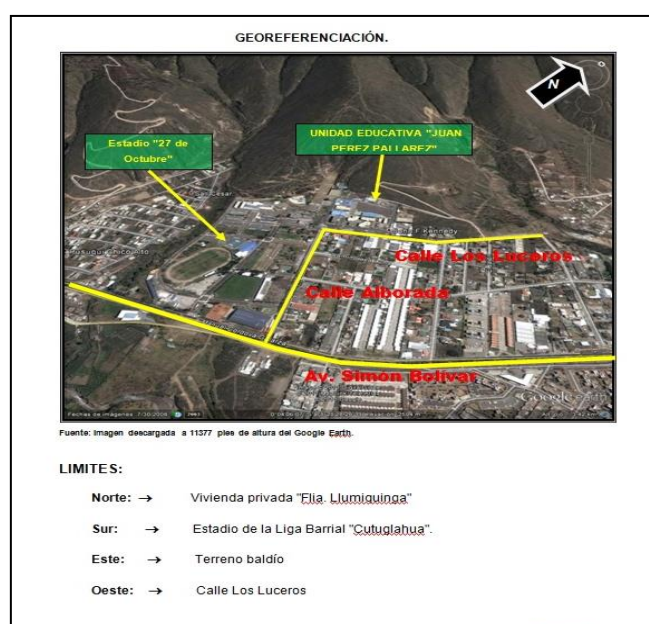 GEOREFERENCIACIÓN.
N
Estadio "27 de
Octubre"
UNIDAD EDUCATIVA "JUAN
PEREZ PALLAREZ"
Calle Los Luceros
Calle Alborada
Av. Simón Bolívar
Google earth
Fuente: Imagen descargada a 11377 pies de altura del Google Earth.
LIMITES:
Norte: → Vivienda privada "Flia. Llumiquinga"
Sur: → Estadio de la Liga Barrial "Cutuglahua".
Este: → Terreno baldío
Oeste: → Calle Los Luceros